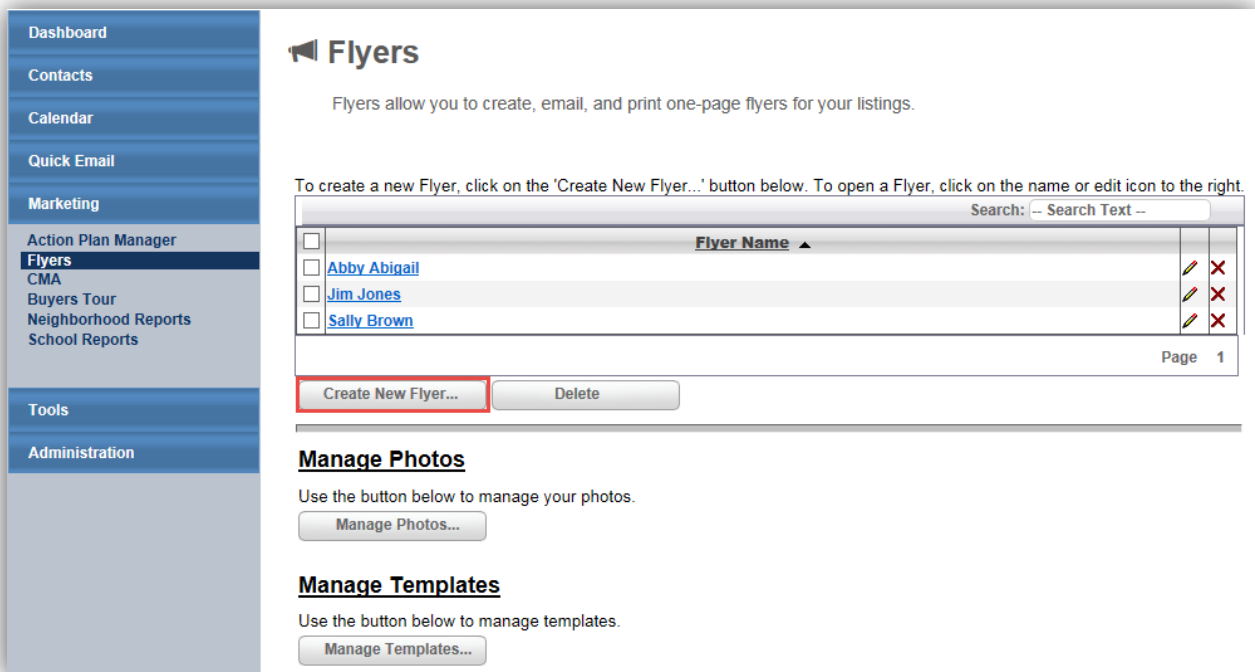 Dashboard
Contacts
Calendar
Quick Email
Marketing
Action Plan Manager
Flyers
CMA
Buyers Tour
Neighborhood Reports
School Reports
Tools
Administration
Flyers
Flyers allow you to create, email, and print one-page flyers for your listings.
To create a new Flyer, click on the 'Create New Flyer...' button below. To open a Flyer, click on the name or edit icon to the right.
Search: -- Search Text --
Flyer Name
Abby Abigail
Jim Jones
Sally Brown
Page 1
Create New Flyer... Delete
Manage Photos
Use the button below to manage your photos.
Manage Photos...
Manage Templates
Use the button below to manage templates.
Manage Templates...